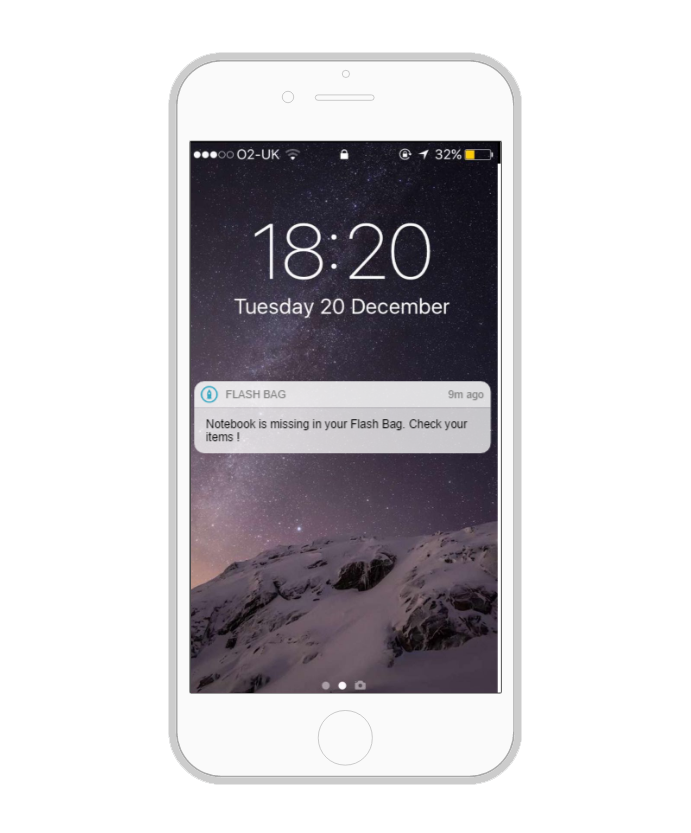 O2-UK 32%
18:20
Tuesday 20 December
FLASH BAG 9m ago
Notebook is missing in your Flash Bag. Check your
items !